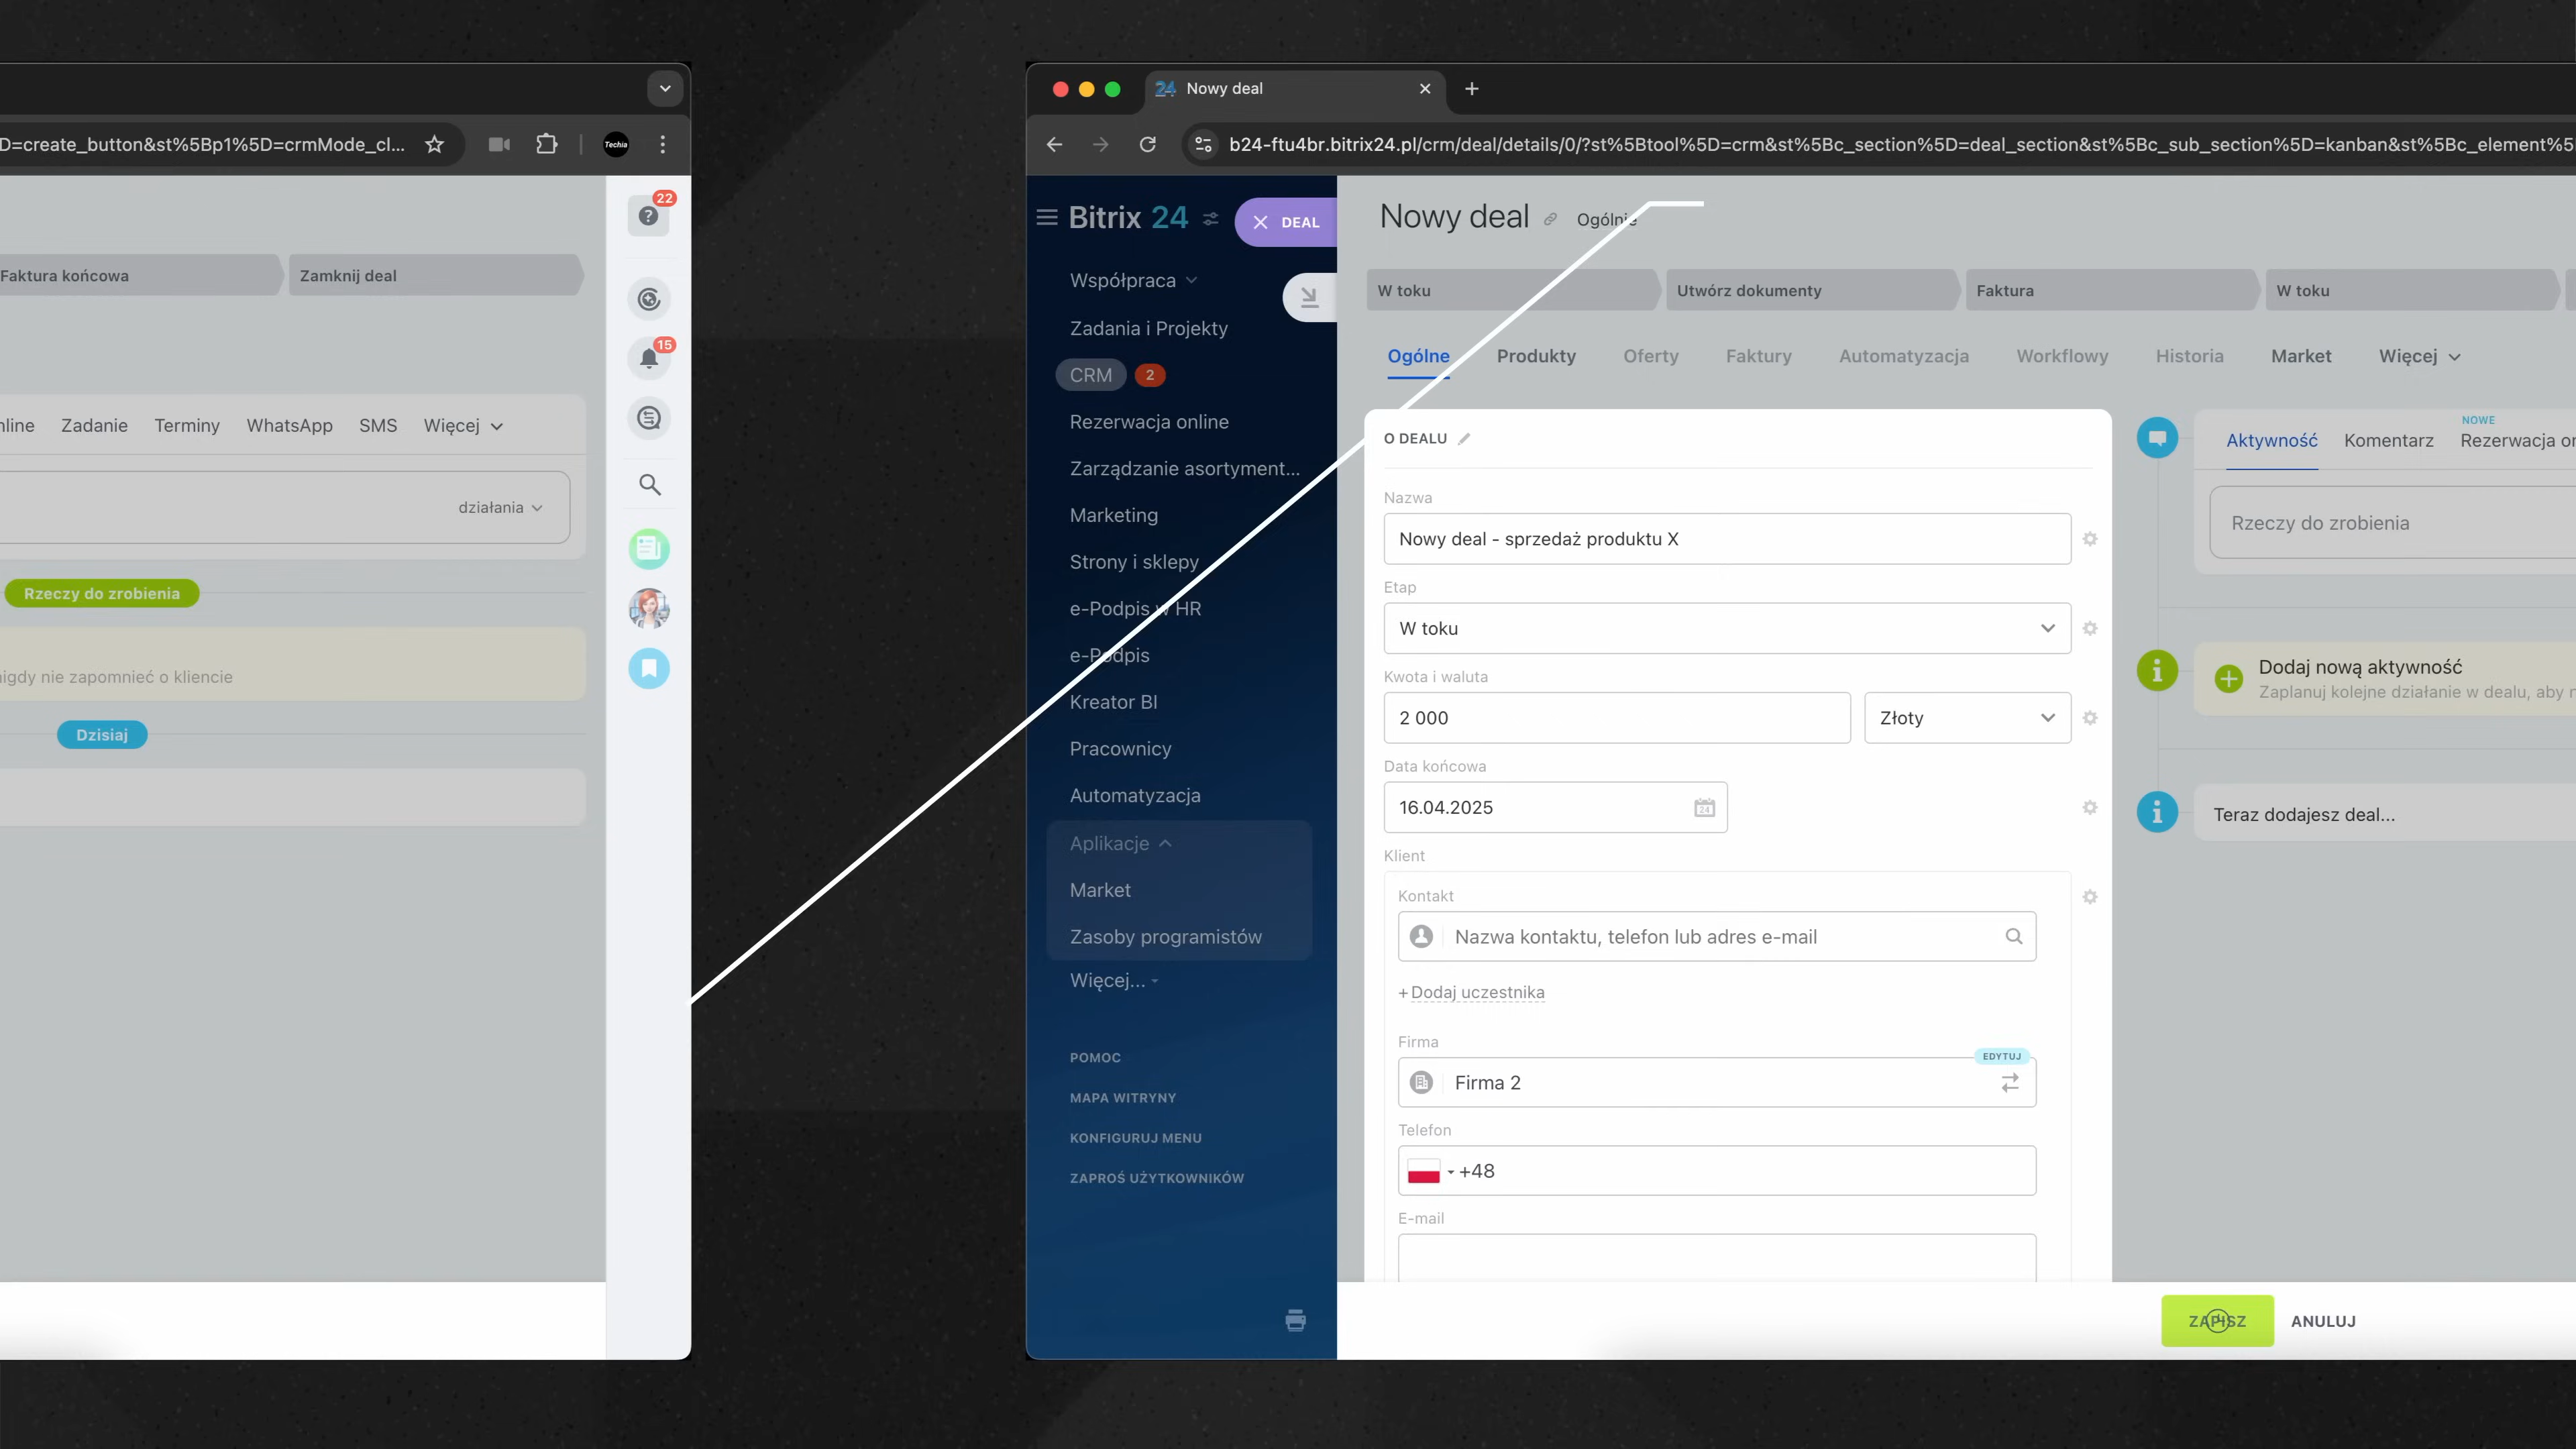 D=create_button&st%5Bp1%5D=crmMode_cl...
Techia
22
Faktura końcowa
Zamknij deal
15
nline
Zadanie
Terminy
WhatsApp
SMS
Więcej
działania
Rzeczy do zrobienia
nigdy nie zapomnieć o kliencie
Dzisiaj
24 Nowy deal
b24-ftu4br.bitrix24.pl/crm/deal/details/0/?st%5Btool%5D=crm&st%5Bc_section%5D=deal_section&st%5Bc_sub_section%5D=kanban&st%5Bc_element%5
Bitrix 24
DEAL
Współpraca
Zadania i Projekty
CRM 2
Rezerwacja online
Zarządzanie asortyment...
Marketing
Strony i sklepy
e-Podpis w HR
e-Podpis
Kreator BI
Pracownicy
Automatyzacja
Aplikacje
Market
Zasoby programistów
Więcej...
POMOC
MAPA WITRYNY
KONFIGURUJ MENU
ZAPROŚ UŻYTKOWNIKÓW
Nowy deal
Ogólnie
W toku
Utwórz dokumenty
Faktura
W toku
Ogólne
Produkty
Oferty
Faktury
Automatyzacja
Workflowy
Historia
Market
Więcej
O DEALU
Nazwa
Nowy deal - sprzedaż produktu X
Etap
W toku
Kwota i waluta
2 000
Złoty
Data końcowa
16.04.2025
24
Klient
Kontakt
Nazwa kontaktu, telefon lub adres e-mail
+Dodaj uczestnika
Firma
EDYTUJ
Firma 2
Telefon
+48
E-mail
NOWE
Aktywność
Komentarz
Rezerwacja on
Rzeczy do zrobienia
Dodaj nową aktywność
Zaplanuj kolejne działanie w dealu, aby n
Teraz dodajesz deal...
ZAPISZ
ANULUJ